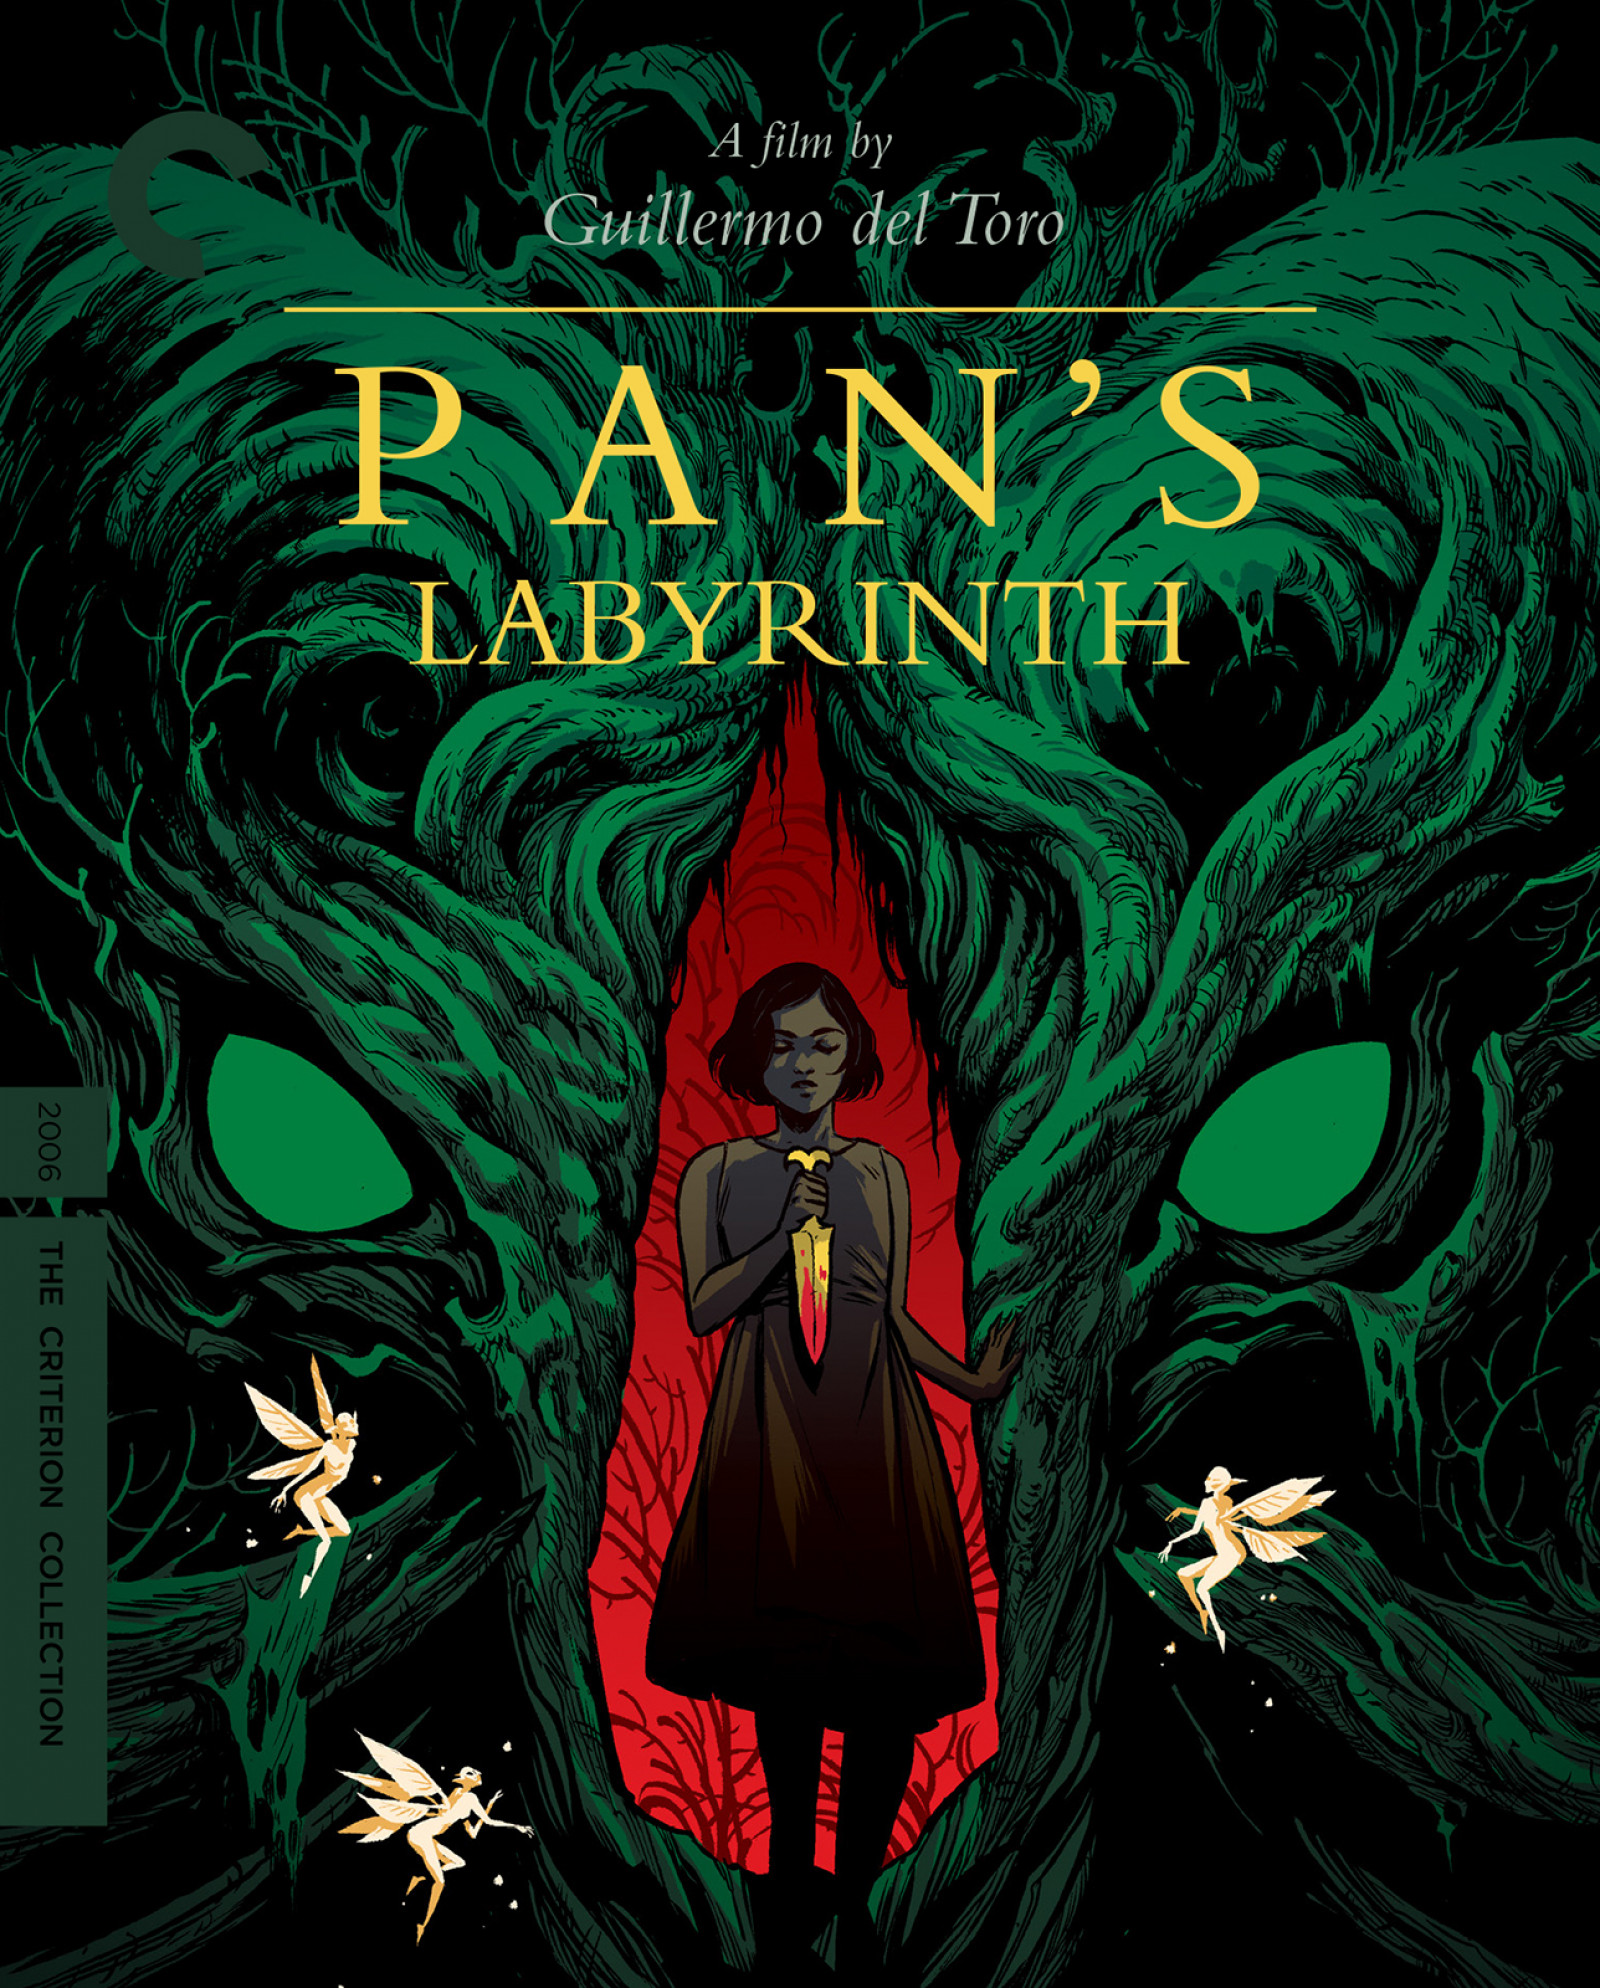 A film by
Guillermo del Toro
PAN’S
LABYRINTH
2006
THE CRITERION COLLECTION